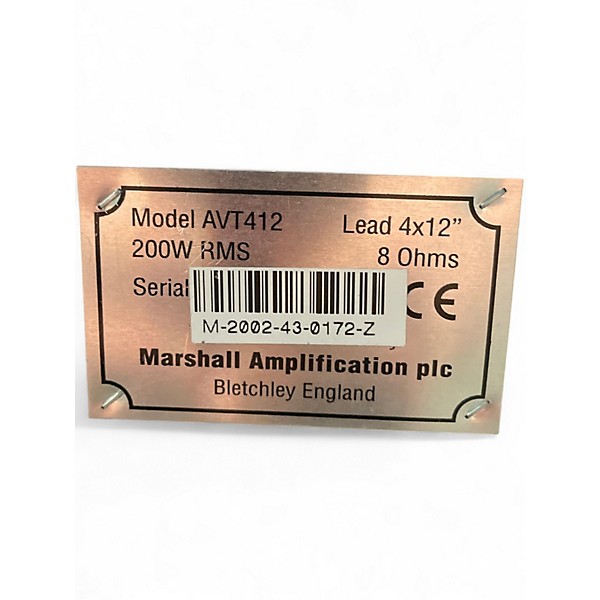 Model AVT412 Lead 4x12”
200W RMS 8 Ohms
Serial CE
M-2002-43-0172-Z
Marshall Amplification plc
Bletchley England